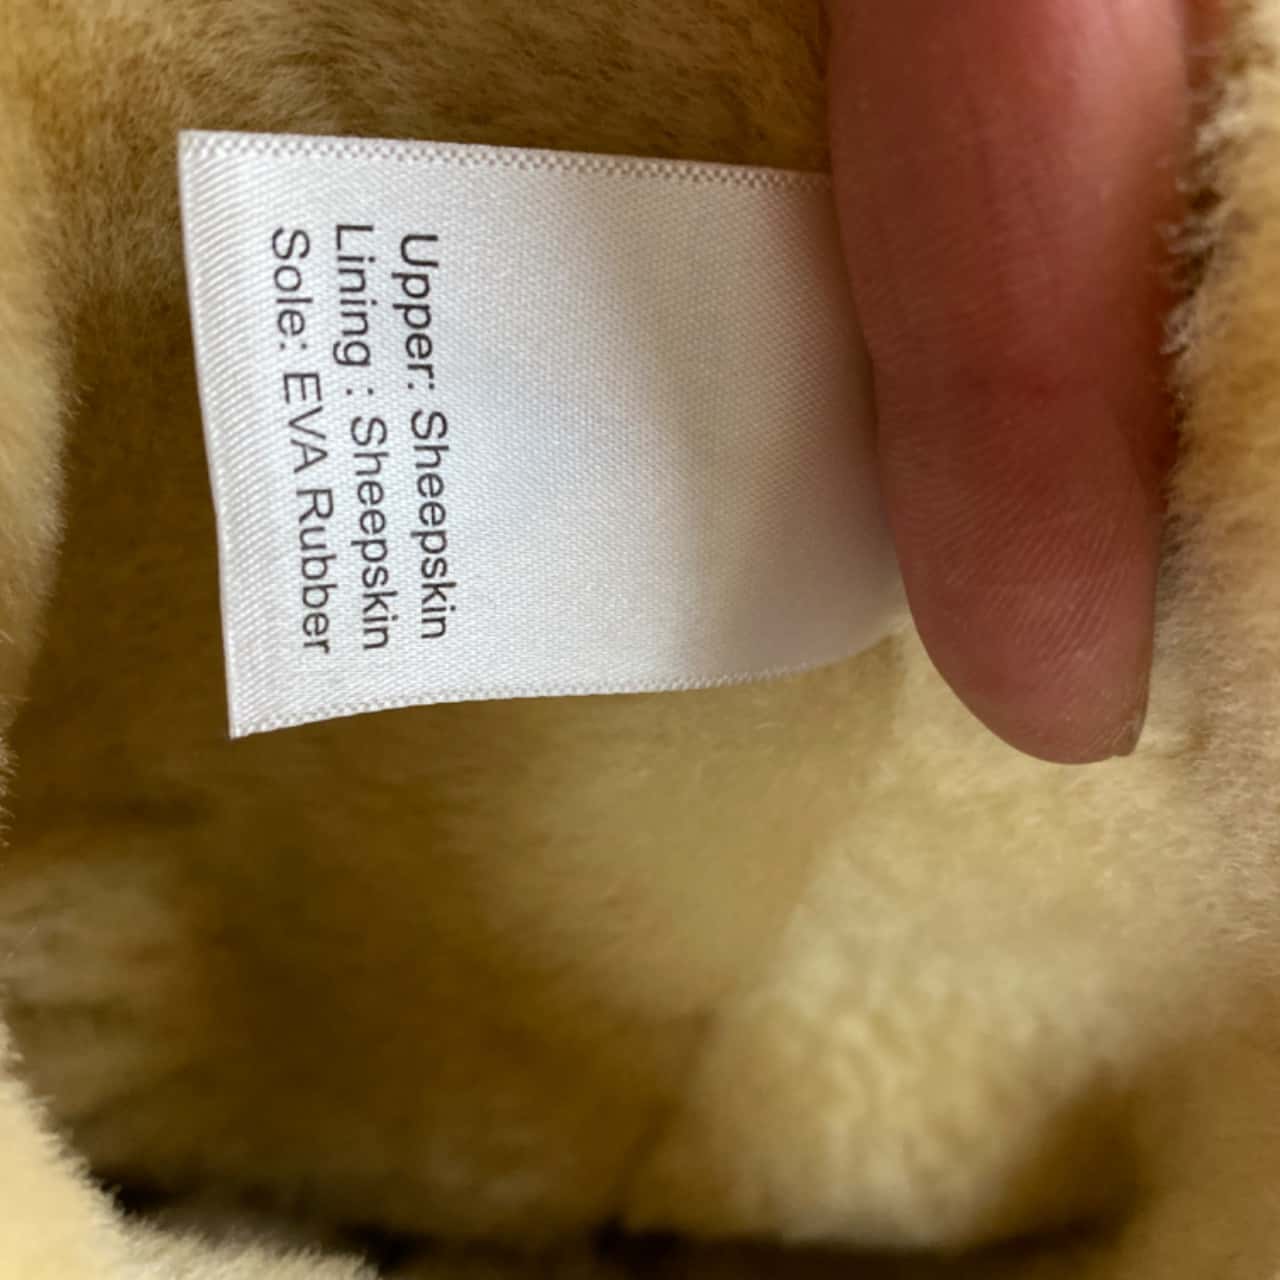 Upper: Sheepskin
Lining : Sheepskin
Sole: EVA Rubber